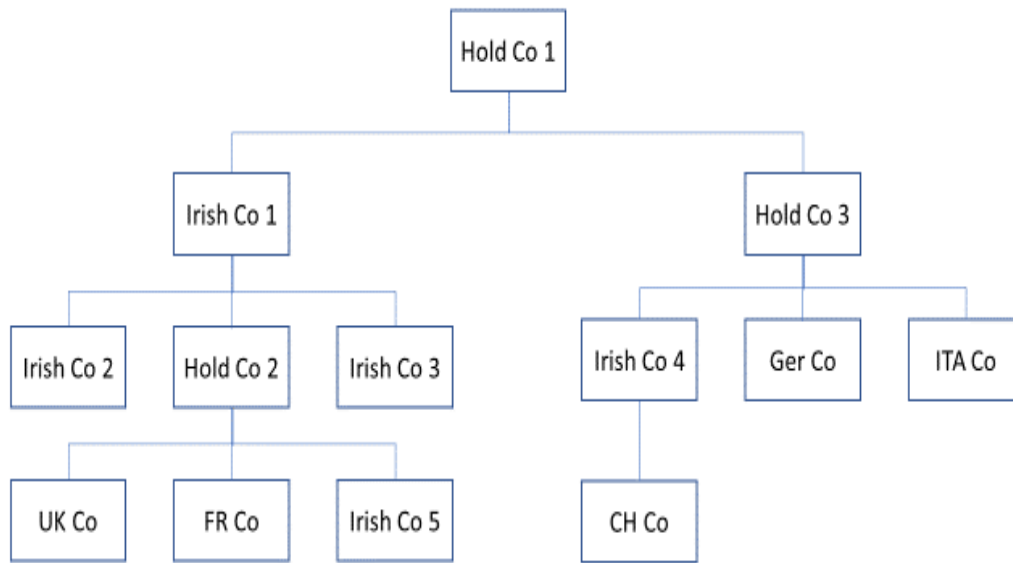 Hold Co 1
Irish Co 1
Hold Co 3
Irish Co 2
Hold Co 2
Irish Co 3
Irish Co 4
Ger Co
ITA Co
UK Co
FR Co
Irish Co 5
CH Co